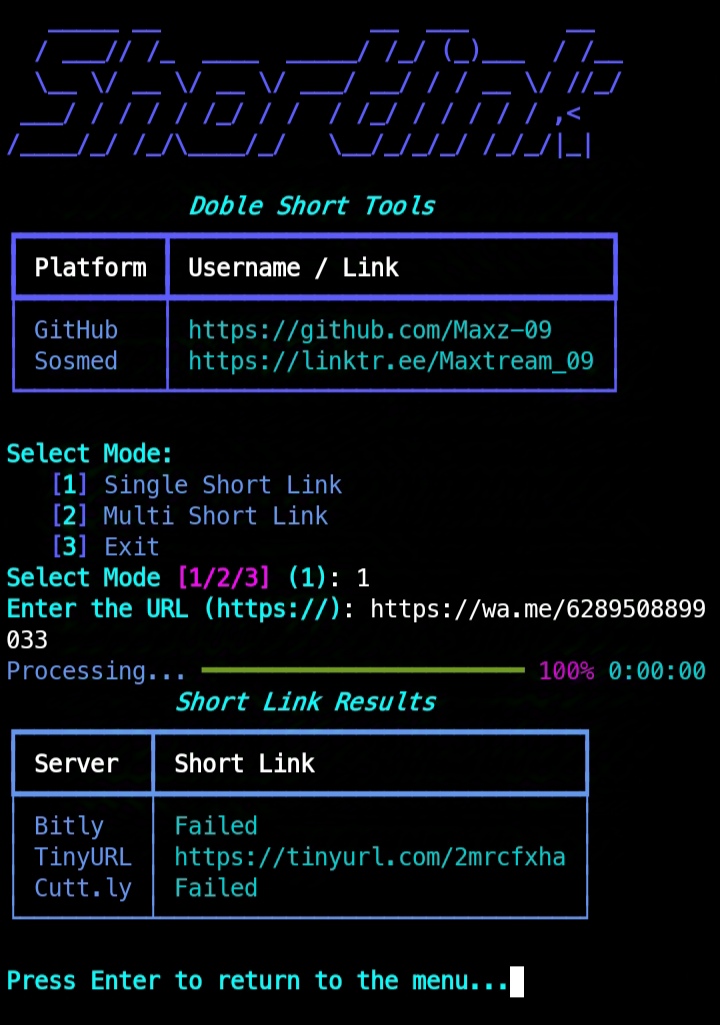 Shortlink
Doble Short Tools
Platform Username / Link
GitHub https://github.com/Maxz-09
Sosmed https://linktr.ee/Maxtream_09
Select Mode:
[1] Single Short Link
[2] Multi Short Link
[3] Exit
Select Mode [1/2/3] (1): 1
Enter the URL (https://): https://wa.me/6289508899
033
Processing... 100% 0:00:00
Short Link Results
Server Short Link
Bitly Failed
TinyURL https://tinyurl.com/2mrcfxha
Cutt.ly Failed
Press Enter to return to the menu...